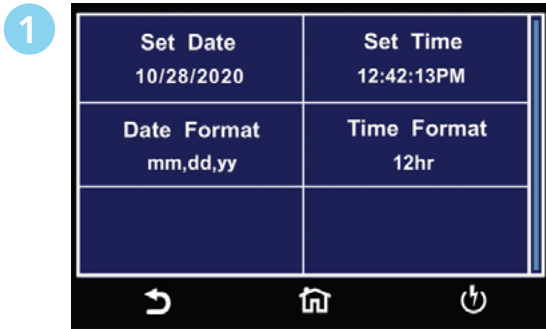 1
Set Date
10/28/2020
Set Time
12:42:13PM
Date Format
mm,dd,yy
Time Format
12hr